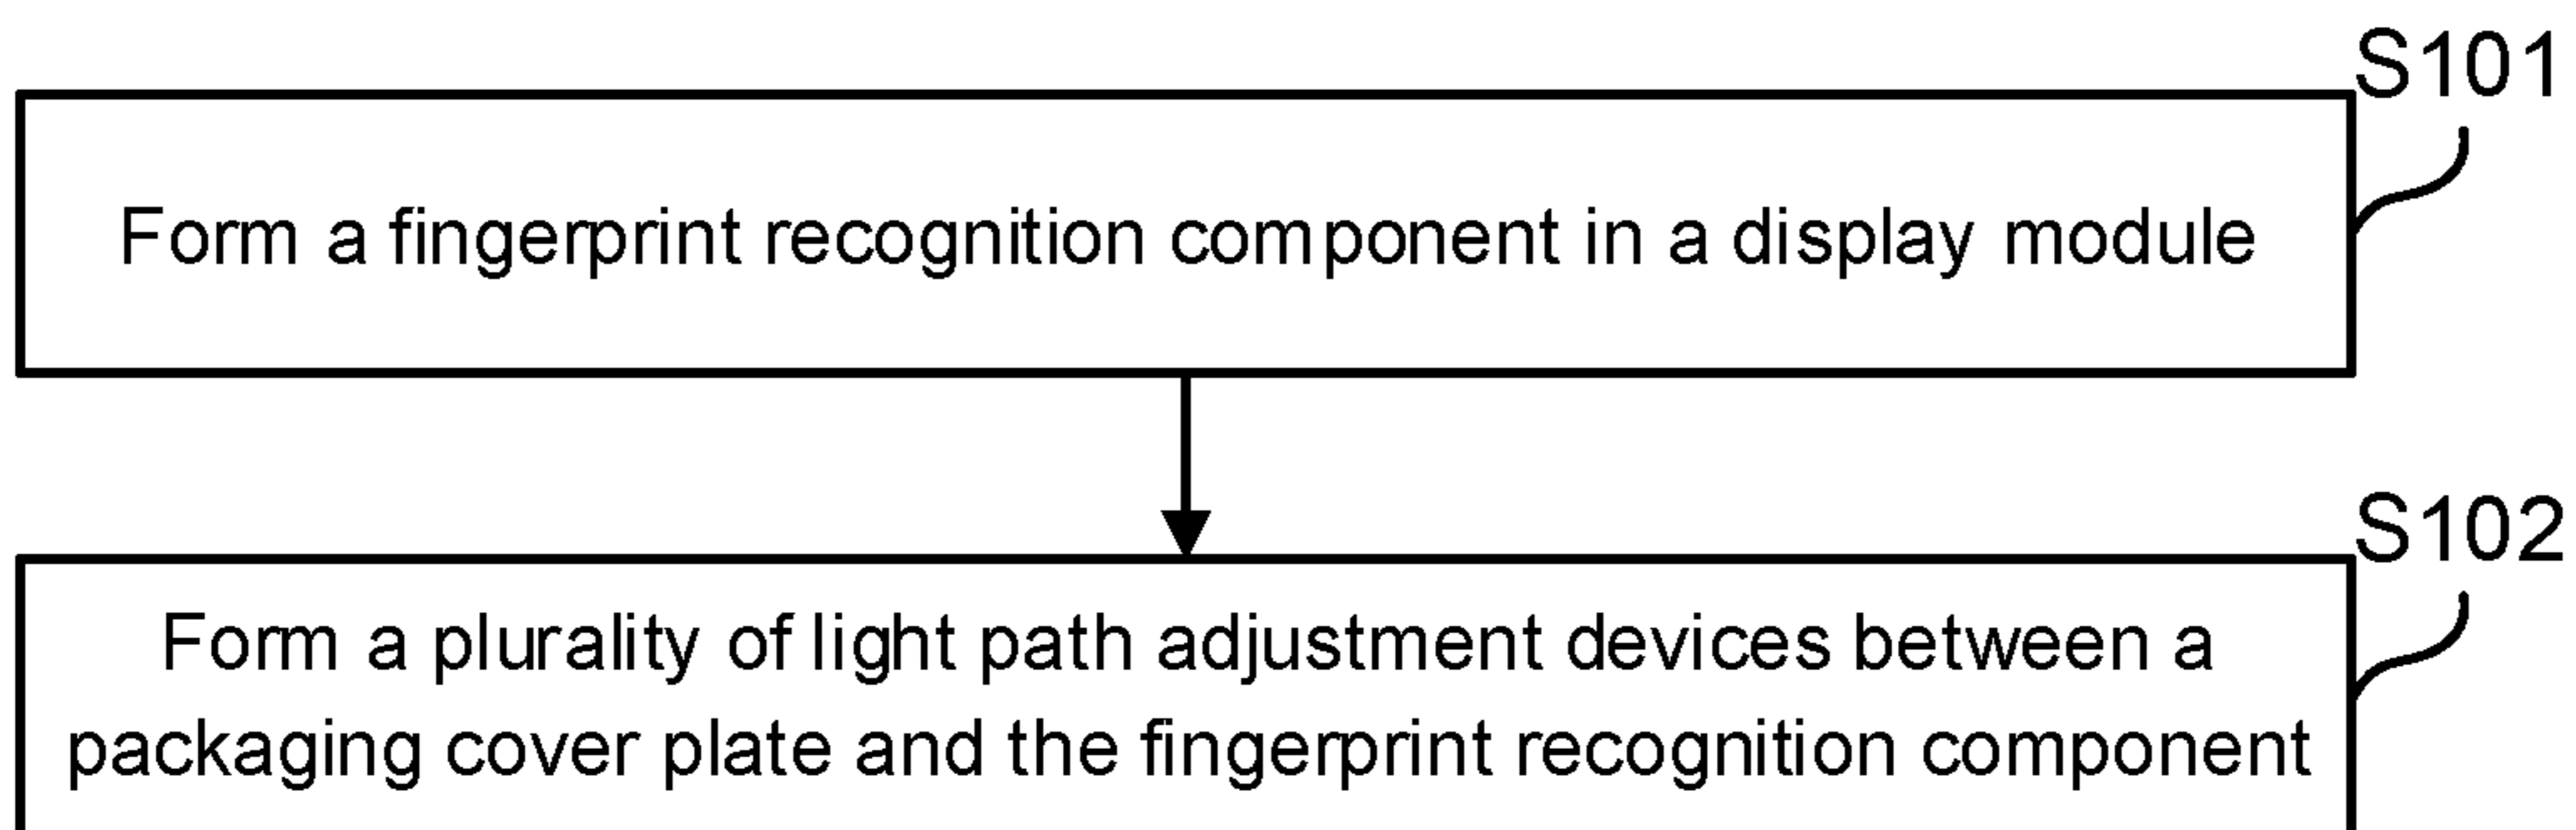 S101
Form a fingerprint recognition component in a display module
S102
Form a plurality of light path adjustment devices between a
packaging cover plate and the fingerprint recognition component